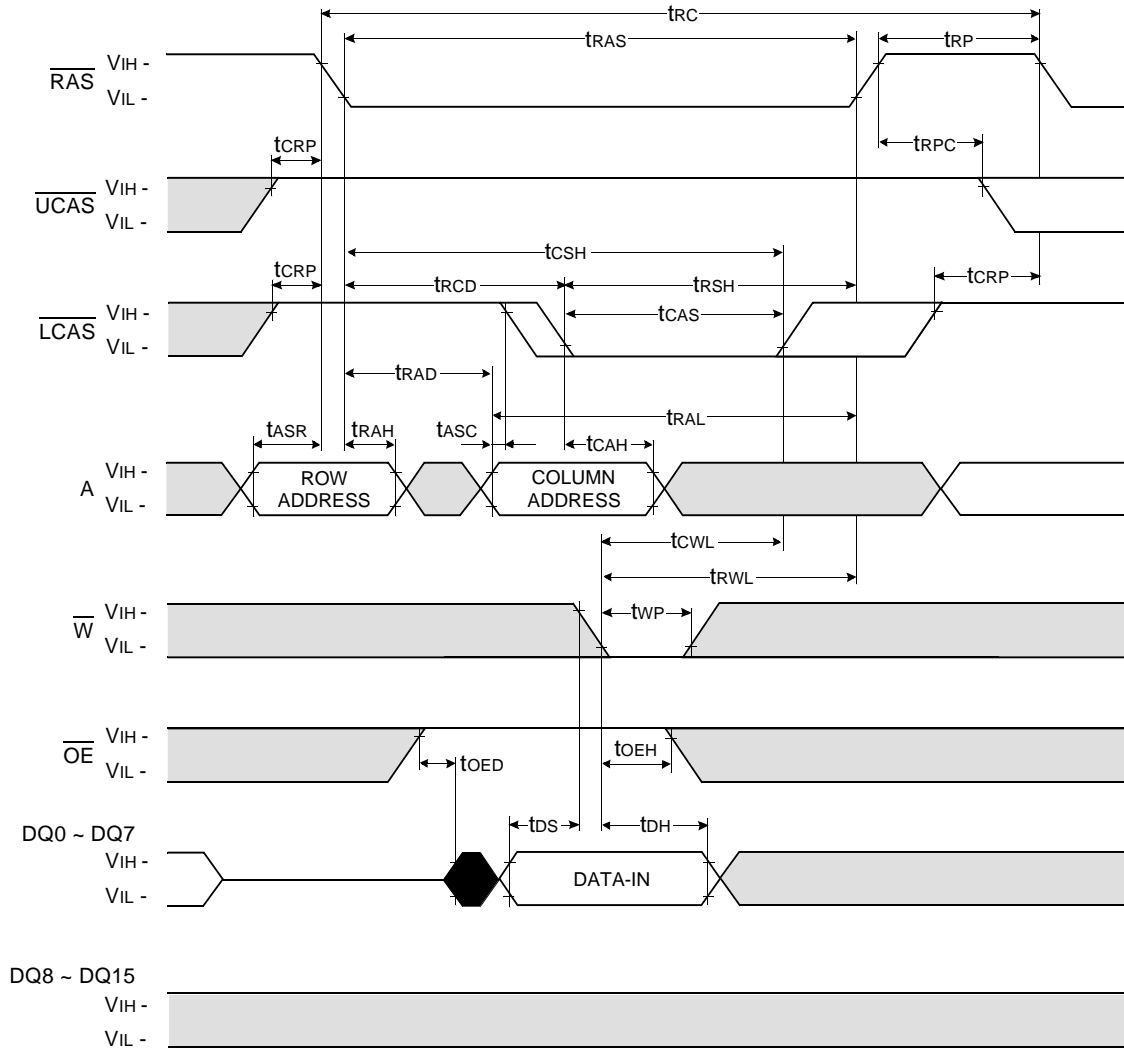 tRC
tRAS
tRP
RAS
VIH -
VIL -
tCRP
tRPC
UCAS
VIH -
VIL -
tCSH
tCRP
tRCD
tRSH
tCRP
LCAS
VIH -
VIL -
tCAS
tRAD
tRAL
tASR
tRAH
tASC
tCAH
A
VIH -
VIL -
ROW
ADDRESS
COLUMN
ADDRESS
tCWL
tRWL
W
VIH -
VIL -
tWP
OE
VIH -
VIL -
tOED
tOEH
tDS
tDH
DQ0 ~ DQ7
VIH -
VIL -
DATA-IN
DQ8 ~ DQ15
VIH -
VIL -